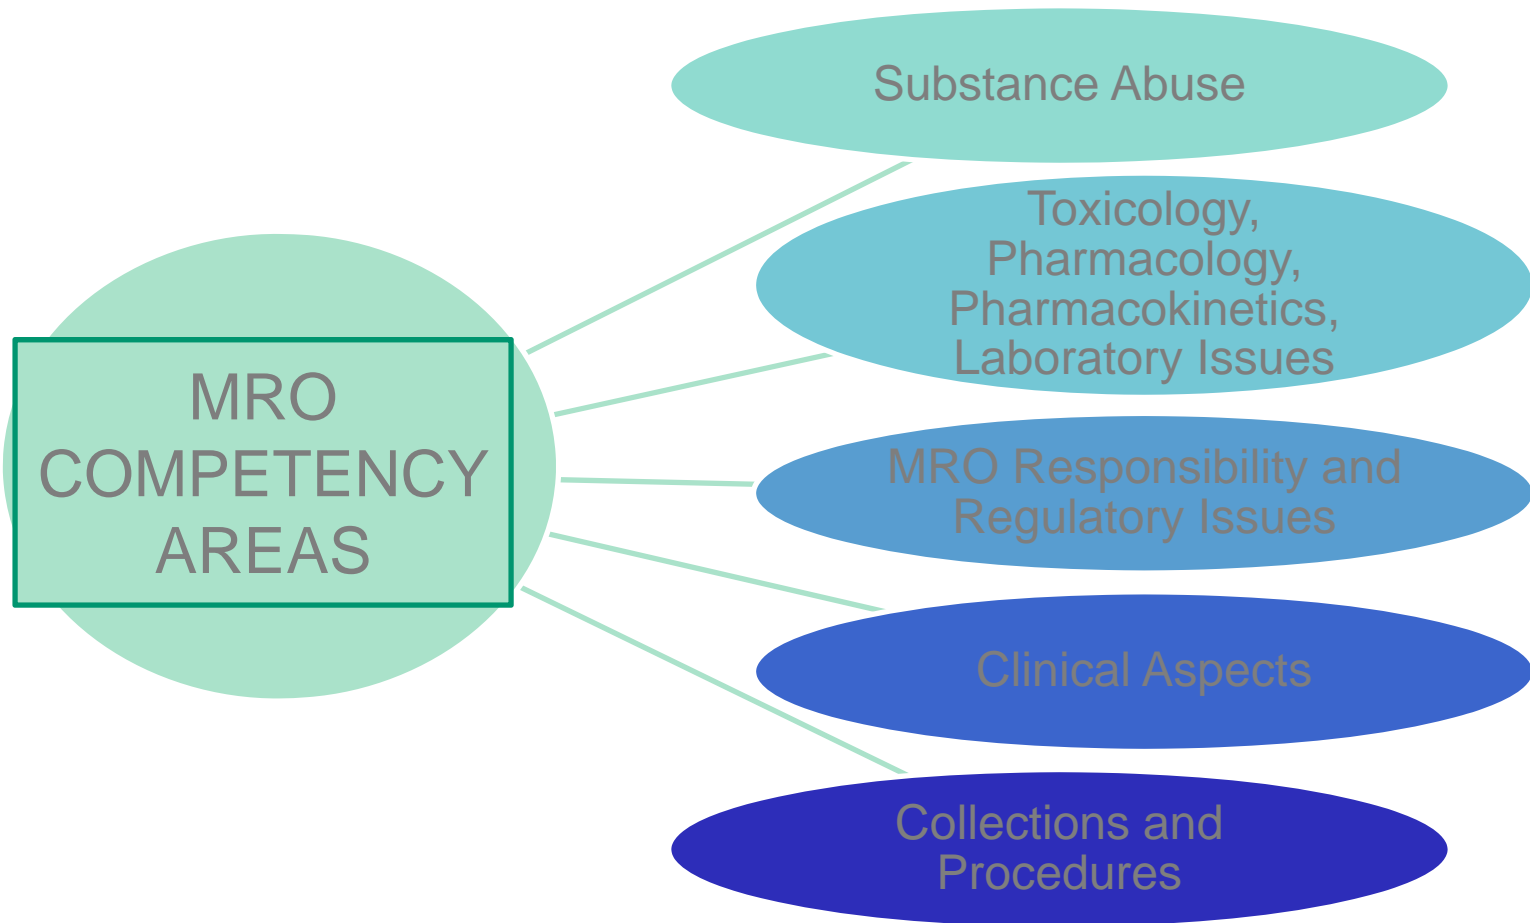 MRO
COMPETENCY
AREAS
Substance Abuse
Toxicology,
Pharmacology,
Pharmacokinetics,
Laboratory Issues
MRO Responsibility and
Regulatory Issues
Clinical Aspects
Collections and
Procedures